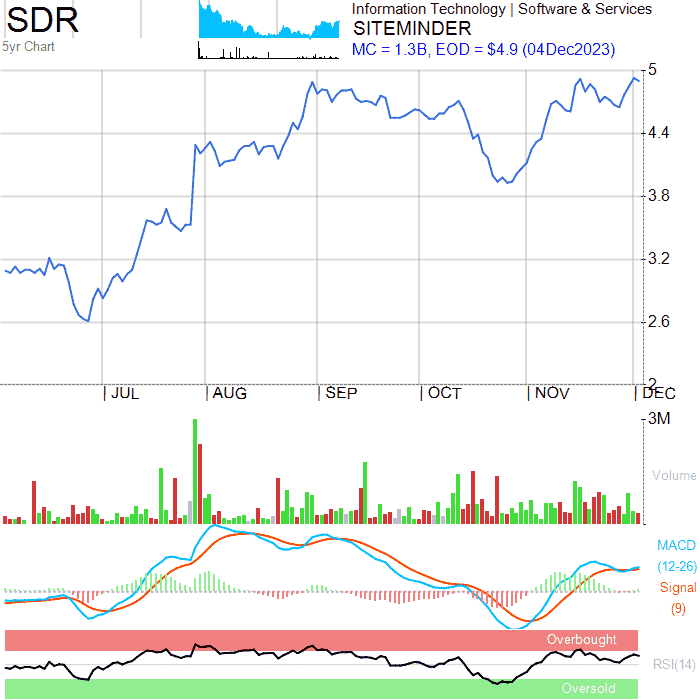 SDR
5yr Chart
Information Technology | Software & Services
SITEMINDER
MC = 1.3B, EOD = $4.9 (04Dec2023)
5
4.4
3.8
3.2
2.6
2
JUL AUG SEP OCT NOV DEC
3M
Volume
MACD
(12-26)
Signal
(9)
Overbought
RSI(14)
Oversold